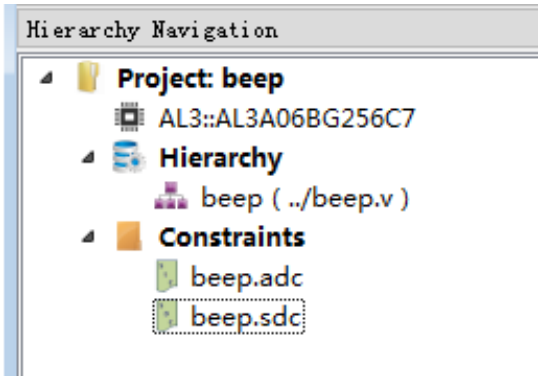 Hierarchy Navigation
Project: beep
AL3::AL3A06BG256C7
Hierarchy
beep ( ../beep.v )
Constraints
beep.adc
beep.sdc